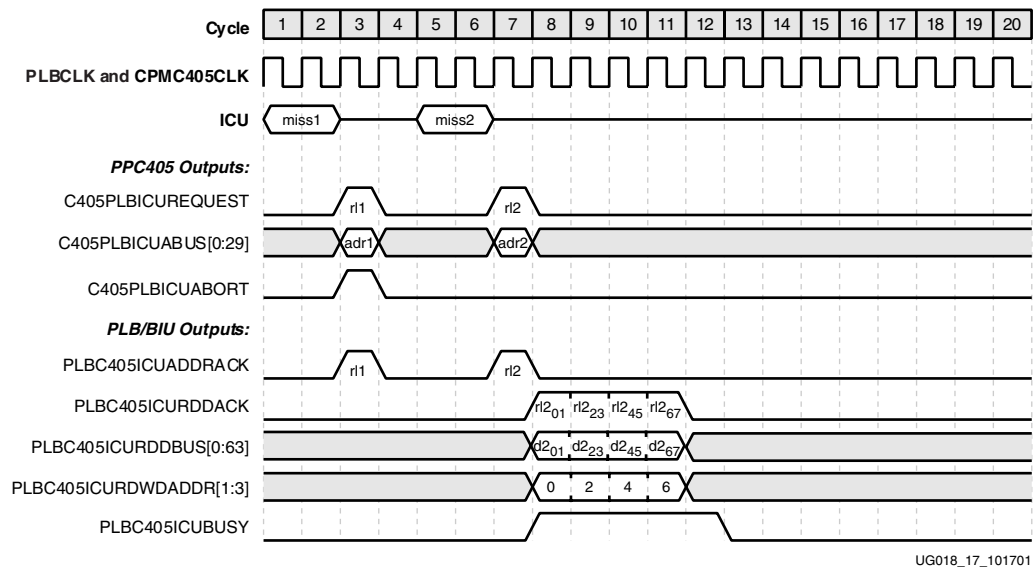 Cycle 1 2 3 4 5 6 7 8 9 10 11 12 13 14 15 16 17 18 19 20
PLBCLK and CPMC405CLK
ICU miss1 miss2
PPC405 Outputs:
C405PLBICUREQUEST rl1 rl2
C405PLBICUABUS[0:29] adr1 adr2
C405PLBICUABORT
PLB/BIU Outputs:
PLBC405ICUADDRACK rl1 rl2
PLBC405ICURDDACK rl2₀₁ rl2₂₃ rl2₄₅ rl2₆₇
PLBC405ICURDDBUS[0:63] d2₀₁ d2₂₃ d2₄₅ d2₆₇
PLBC405ICURDWDADDR[1:3] 0 2 4 6
PLBC405ICUBUSY
UG018_17_101701